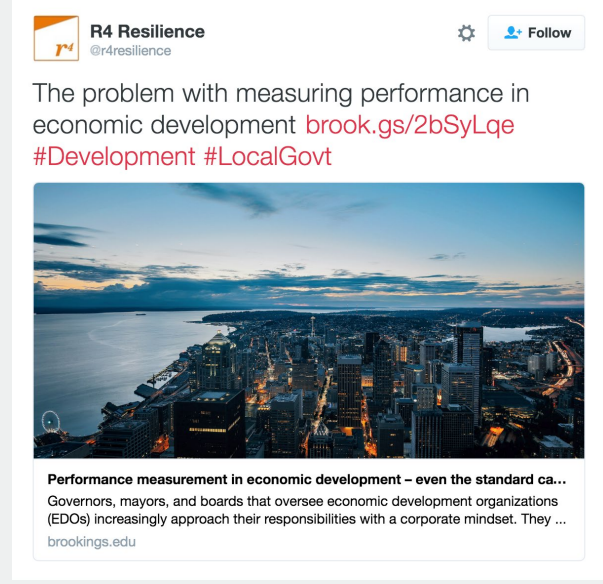 r4
R4 Resilience
@r4resilience
Follow
The problem with measuring performance in
economic development brook.gs/2bSyLqe
#Development #LocalGovt
Performance measurement in economic development – even the standard ca...
Governors, mayors, and boards that oversee economic development organizations
(EDOs) increasingly approach their responsibilities with a corporate mindset. They ...
brookings.edu